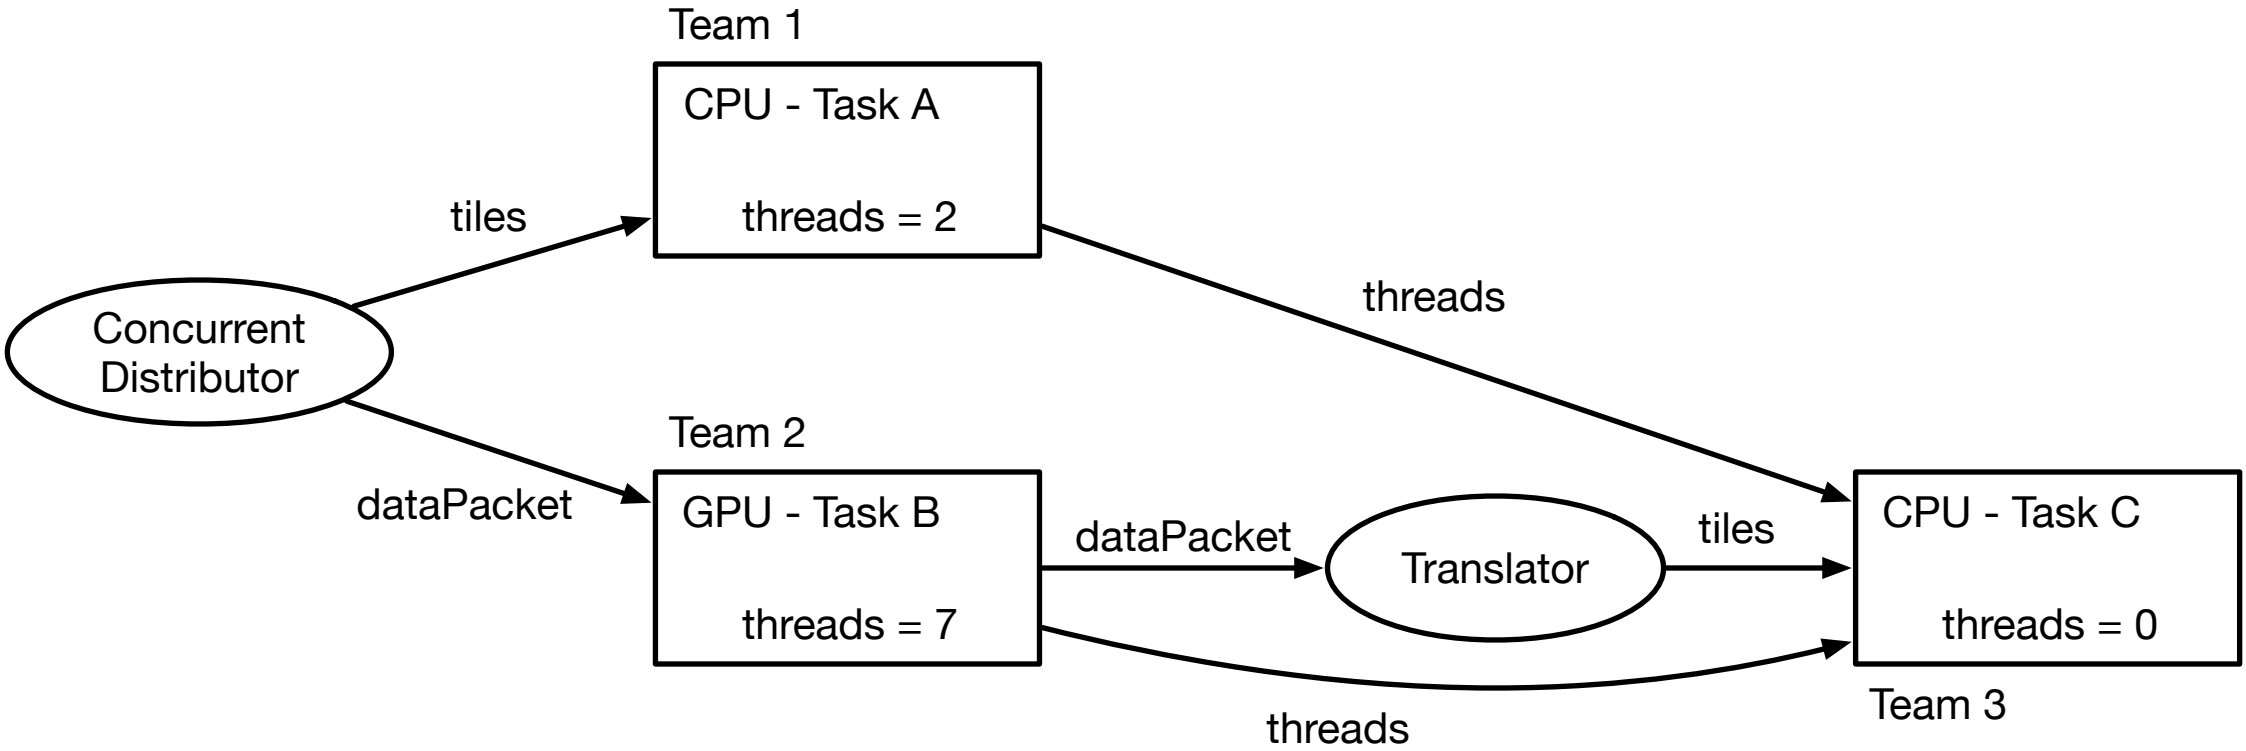 Team 1
CPU - Task A
threads = 2
tiles
threads
Concurrent
Distributor
Team 2
dataPacket
GPU - Task B
threads = 7
dataPacket
Translator
tiles
CPU - Task C
threads = 0
Team 3
threads